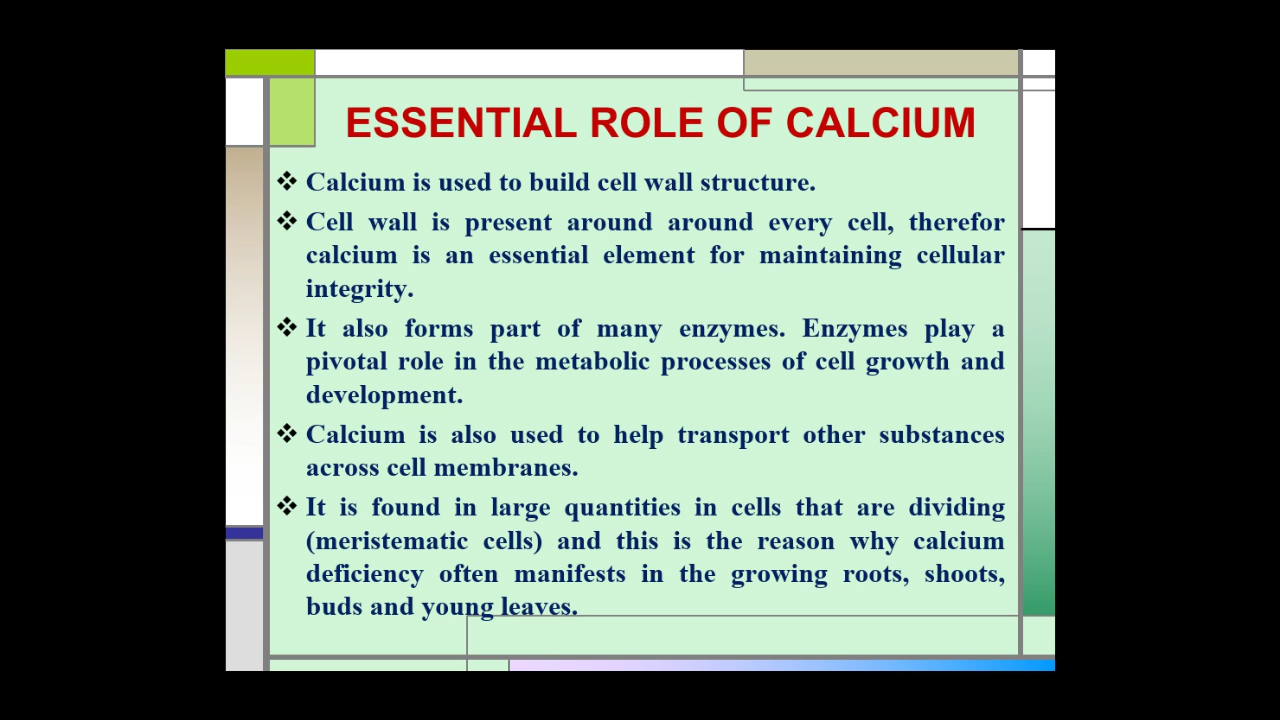 ESSENTIAL ROLE OF CALCIUM
❖ Calcium is used to build cell wall structure.
❖ Cell wall is present around around every cell, therefor
calcium is an essential element for maintaining cellular
integrity.
❖ It also forms part of many enzymes. Enzymes play a
pivotal role in the metabolic processes of cell growth and
development.
❖ Calcium is also used to help transport other substances
across cell membranes.
❖ It is found in large quantities in cells that are dividing
(meristematic cells) and this is the reason why calcium
deficiency often manifests in the growing roots, shoots,
buds and young leaves.